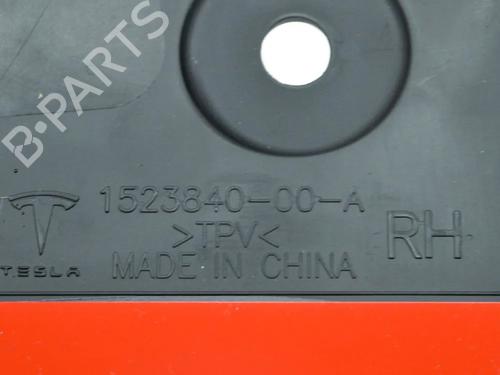 B-PARTS
1523840-00-A
>TPV<
RH
TESLA
MADE IN CHINA